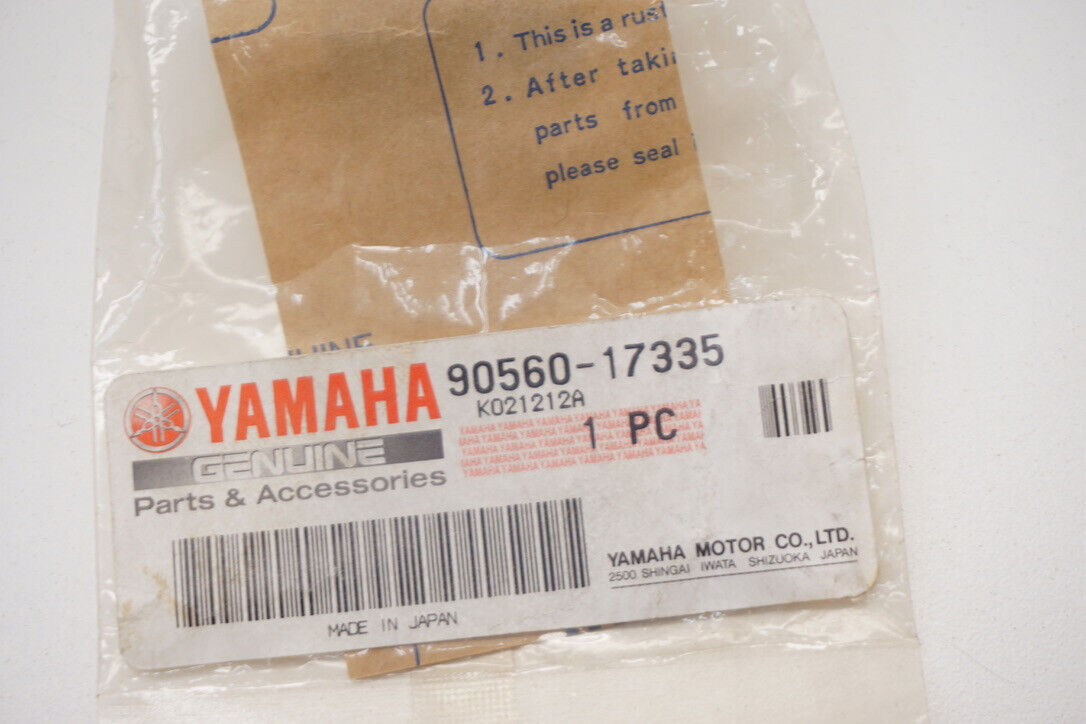 1. This is a rust
2. After taki
parts from
please seal
YAMAHA 90560-17335
K021212A
1 PC
GENUINE
Parts & Accessories
YAMAHA MOTOR CO.,LTD.
2500 SHINGAI IWATA SHIZUOKA JAPAN
MADE IN JAPAN